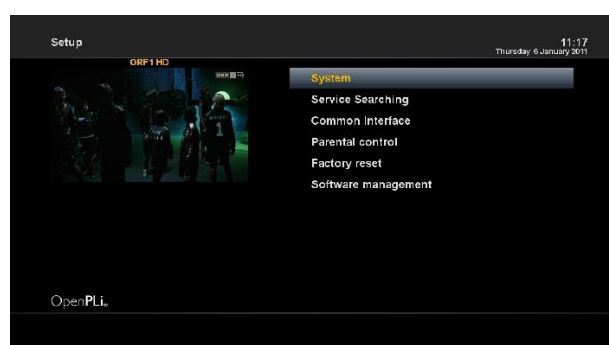 Setup
11:17
Thursday 6 January 2011
ORF1 HD
System
Service Searching
Common Interface
Parental control
Factory reset
Software management
OpenPLi®